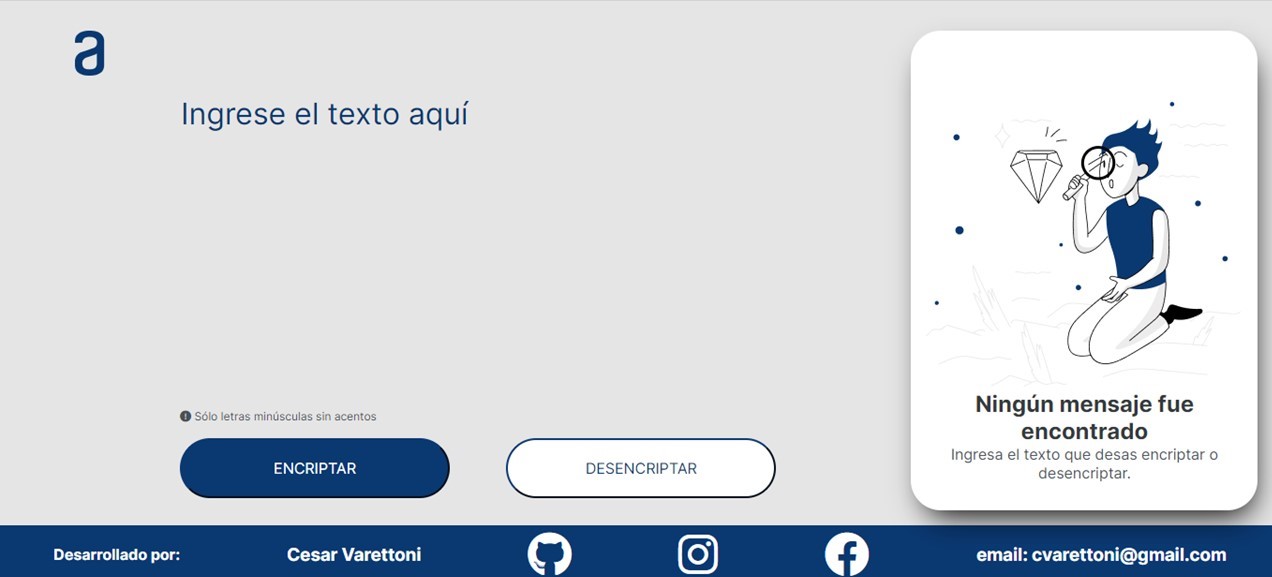 a
Ingrese el texto aquí
Sólo letras minúsculas sin acentos
ENCRIPTAR
DESENCRIPTAR
Ningún mensaje fue
encontrado
Ingresa el texto que desas encriptar o
desencriptar.
Desarrollado por:
Cesar Varettoni
email: cvarettoni@gmail.com